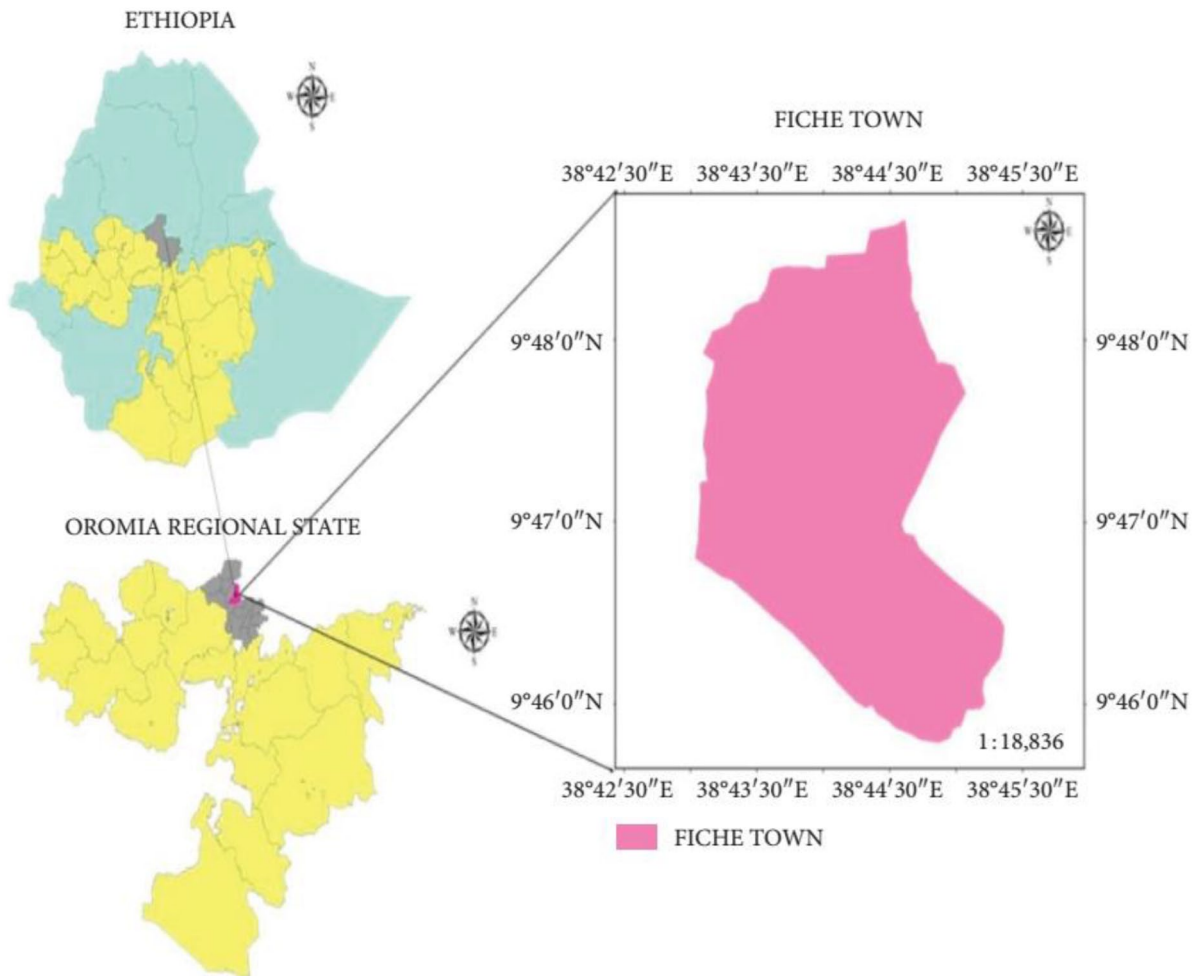 ETHIOPIA
N
W E
S
FICHE TOWN
38°42′30″E 38°43′30″E 38°44′30″E 38°45′30″E
N
W E
S
9°48′0″N 9°48′0″N
9°47′0″N 9°47′0″N
OROMIA REGIONAL STATE
N
W E
S
9°46′0″N 9°46′0″N
1:18,836
38°42′30″E 38°43′30″E 38°44′30″E 38°45′30″E
FICHE TOWN